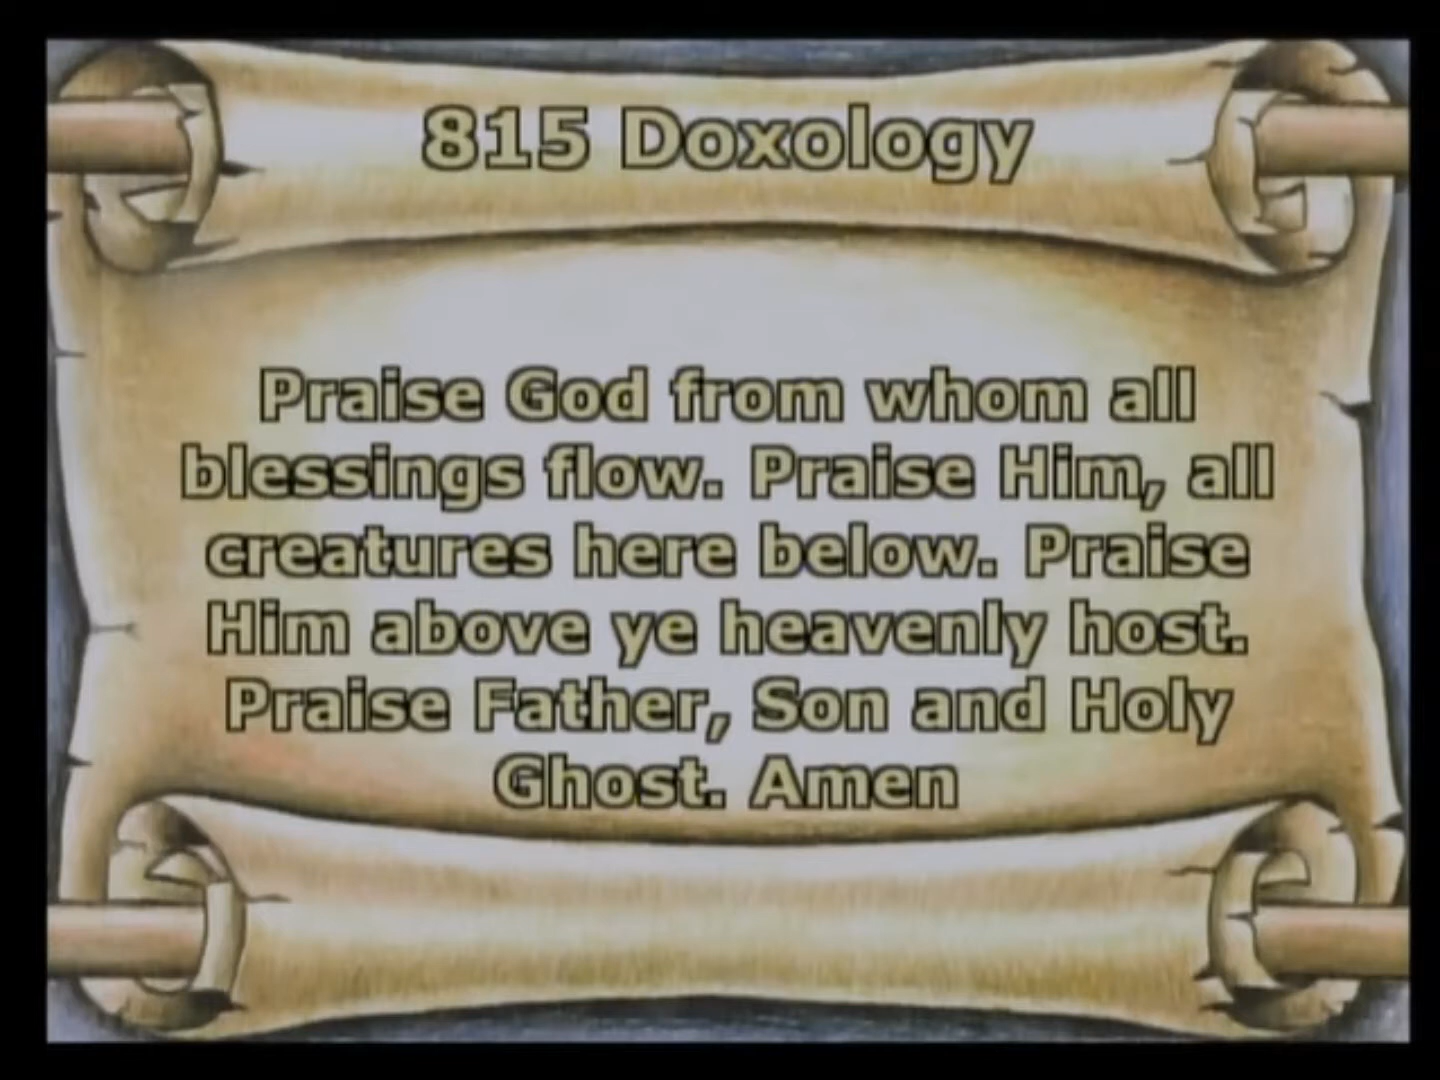 815 Doxology
Praise God from whom all
blessings flow. Praise Him, all
creatures here below. Praise
Him above ye heavenly host.
Praise Father, Son and Holy
Ghost. Amen